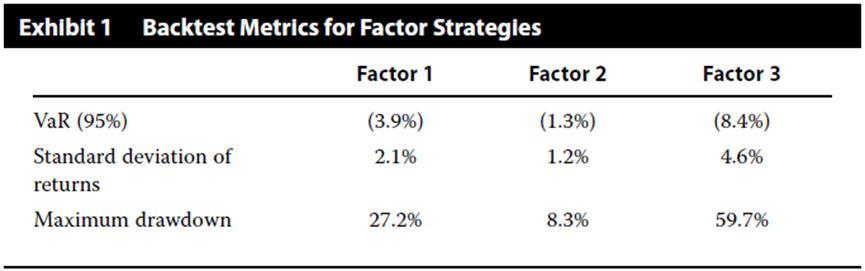 Exhibit 1 Backtest Metrics for Factor Strategies
Factor 1 Factor 2 Factor 3
VaR (95%) (3.9%) (1.3%) (8.4%)
Standard deviation of 2.1% 1.2% 4.6%
returns
Maximum drawdown 27.2% 8.3% 59.7%